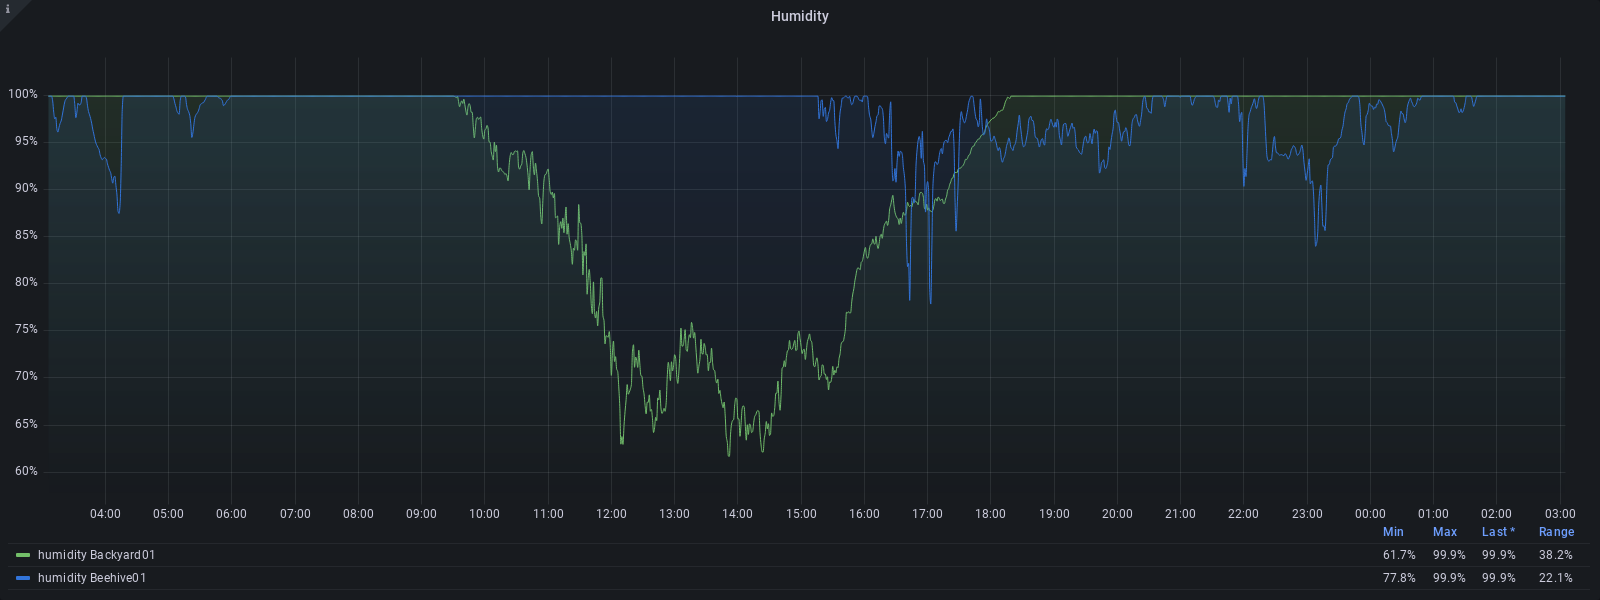 i
Humidity
100%
95%
90%
85%
80%
75%
70%
65%
60%
04:00 05:00 06:00 07:00 08:00 09:00 10:00 11:00 12:00 13:00 14:00 15:00 16:00 17:00 18:00 19:00 20:00 21:00 22:00 23:00 00:00 01:00 02:00 03:00
Min Max Last * Range
humidity Backyard01 61.7% 99.9% 99.9% 38.2%
humidity Beehive01 77.8% 99.9% 99.9% 22.1%